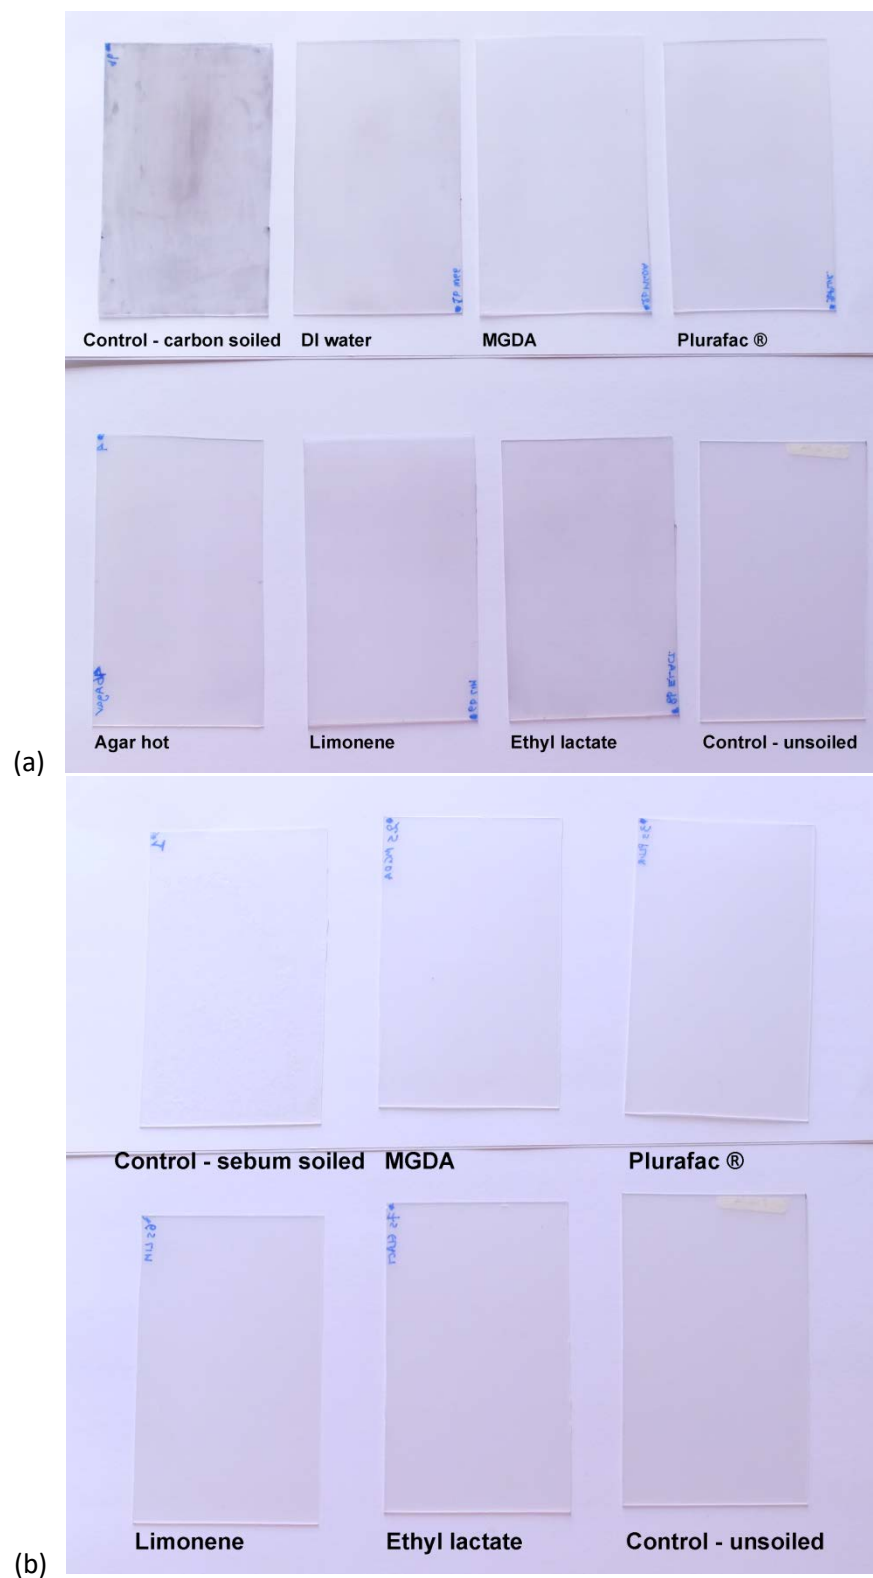 Control - carbon soiled DI water MGDA Plurafac ®
Agar hot Limonene Ethyl lactate Control - unsoiled
(a)
Control - sebum soiled MGDA Plurafac ®
Limonene Ethyl lactate Control - unsoiled
(b)